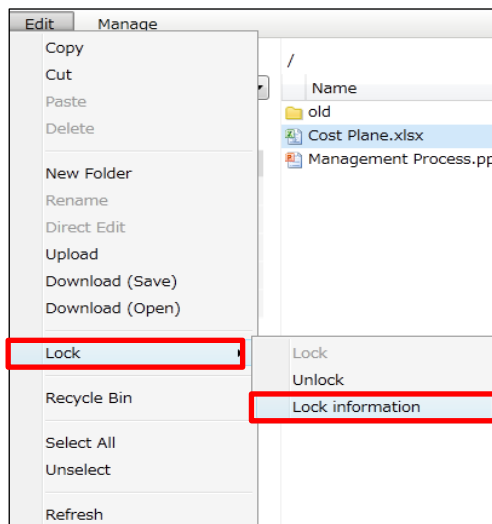 Edit Manage
Copy
Cut
Paste
Delete
New Folder
Rename
Direct Edit
Upload
Download (Save)
Download (Open)
Lock
Recycle Bin
Select All
Unselect
Refresh
/
Name
old
Cost Plane.xlsx
Management Process.pp
Lock
Unlock
Lock information